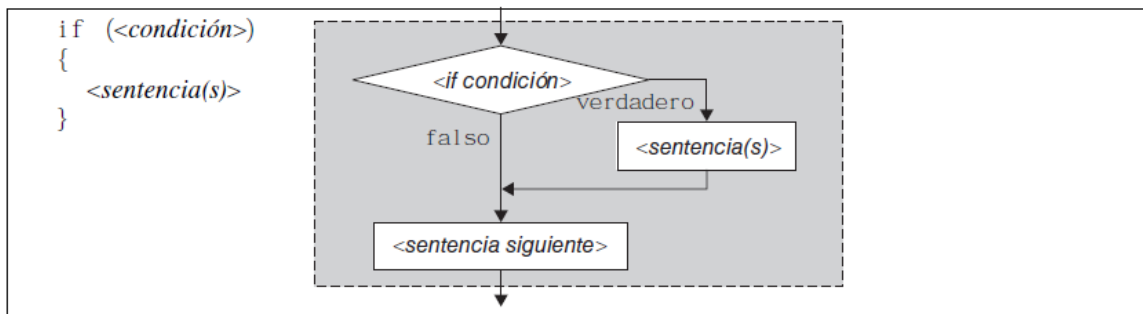 if (<condición>)
{
<sentencia(s)>
}
<if condición>
verdadero
falso
<sentencia(s)>
<sentencia siguiente>